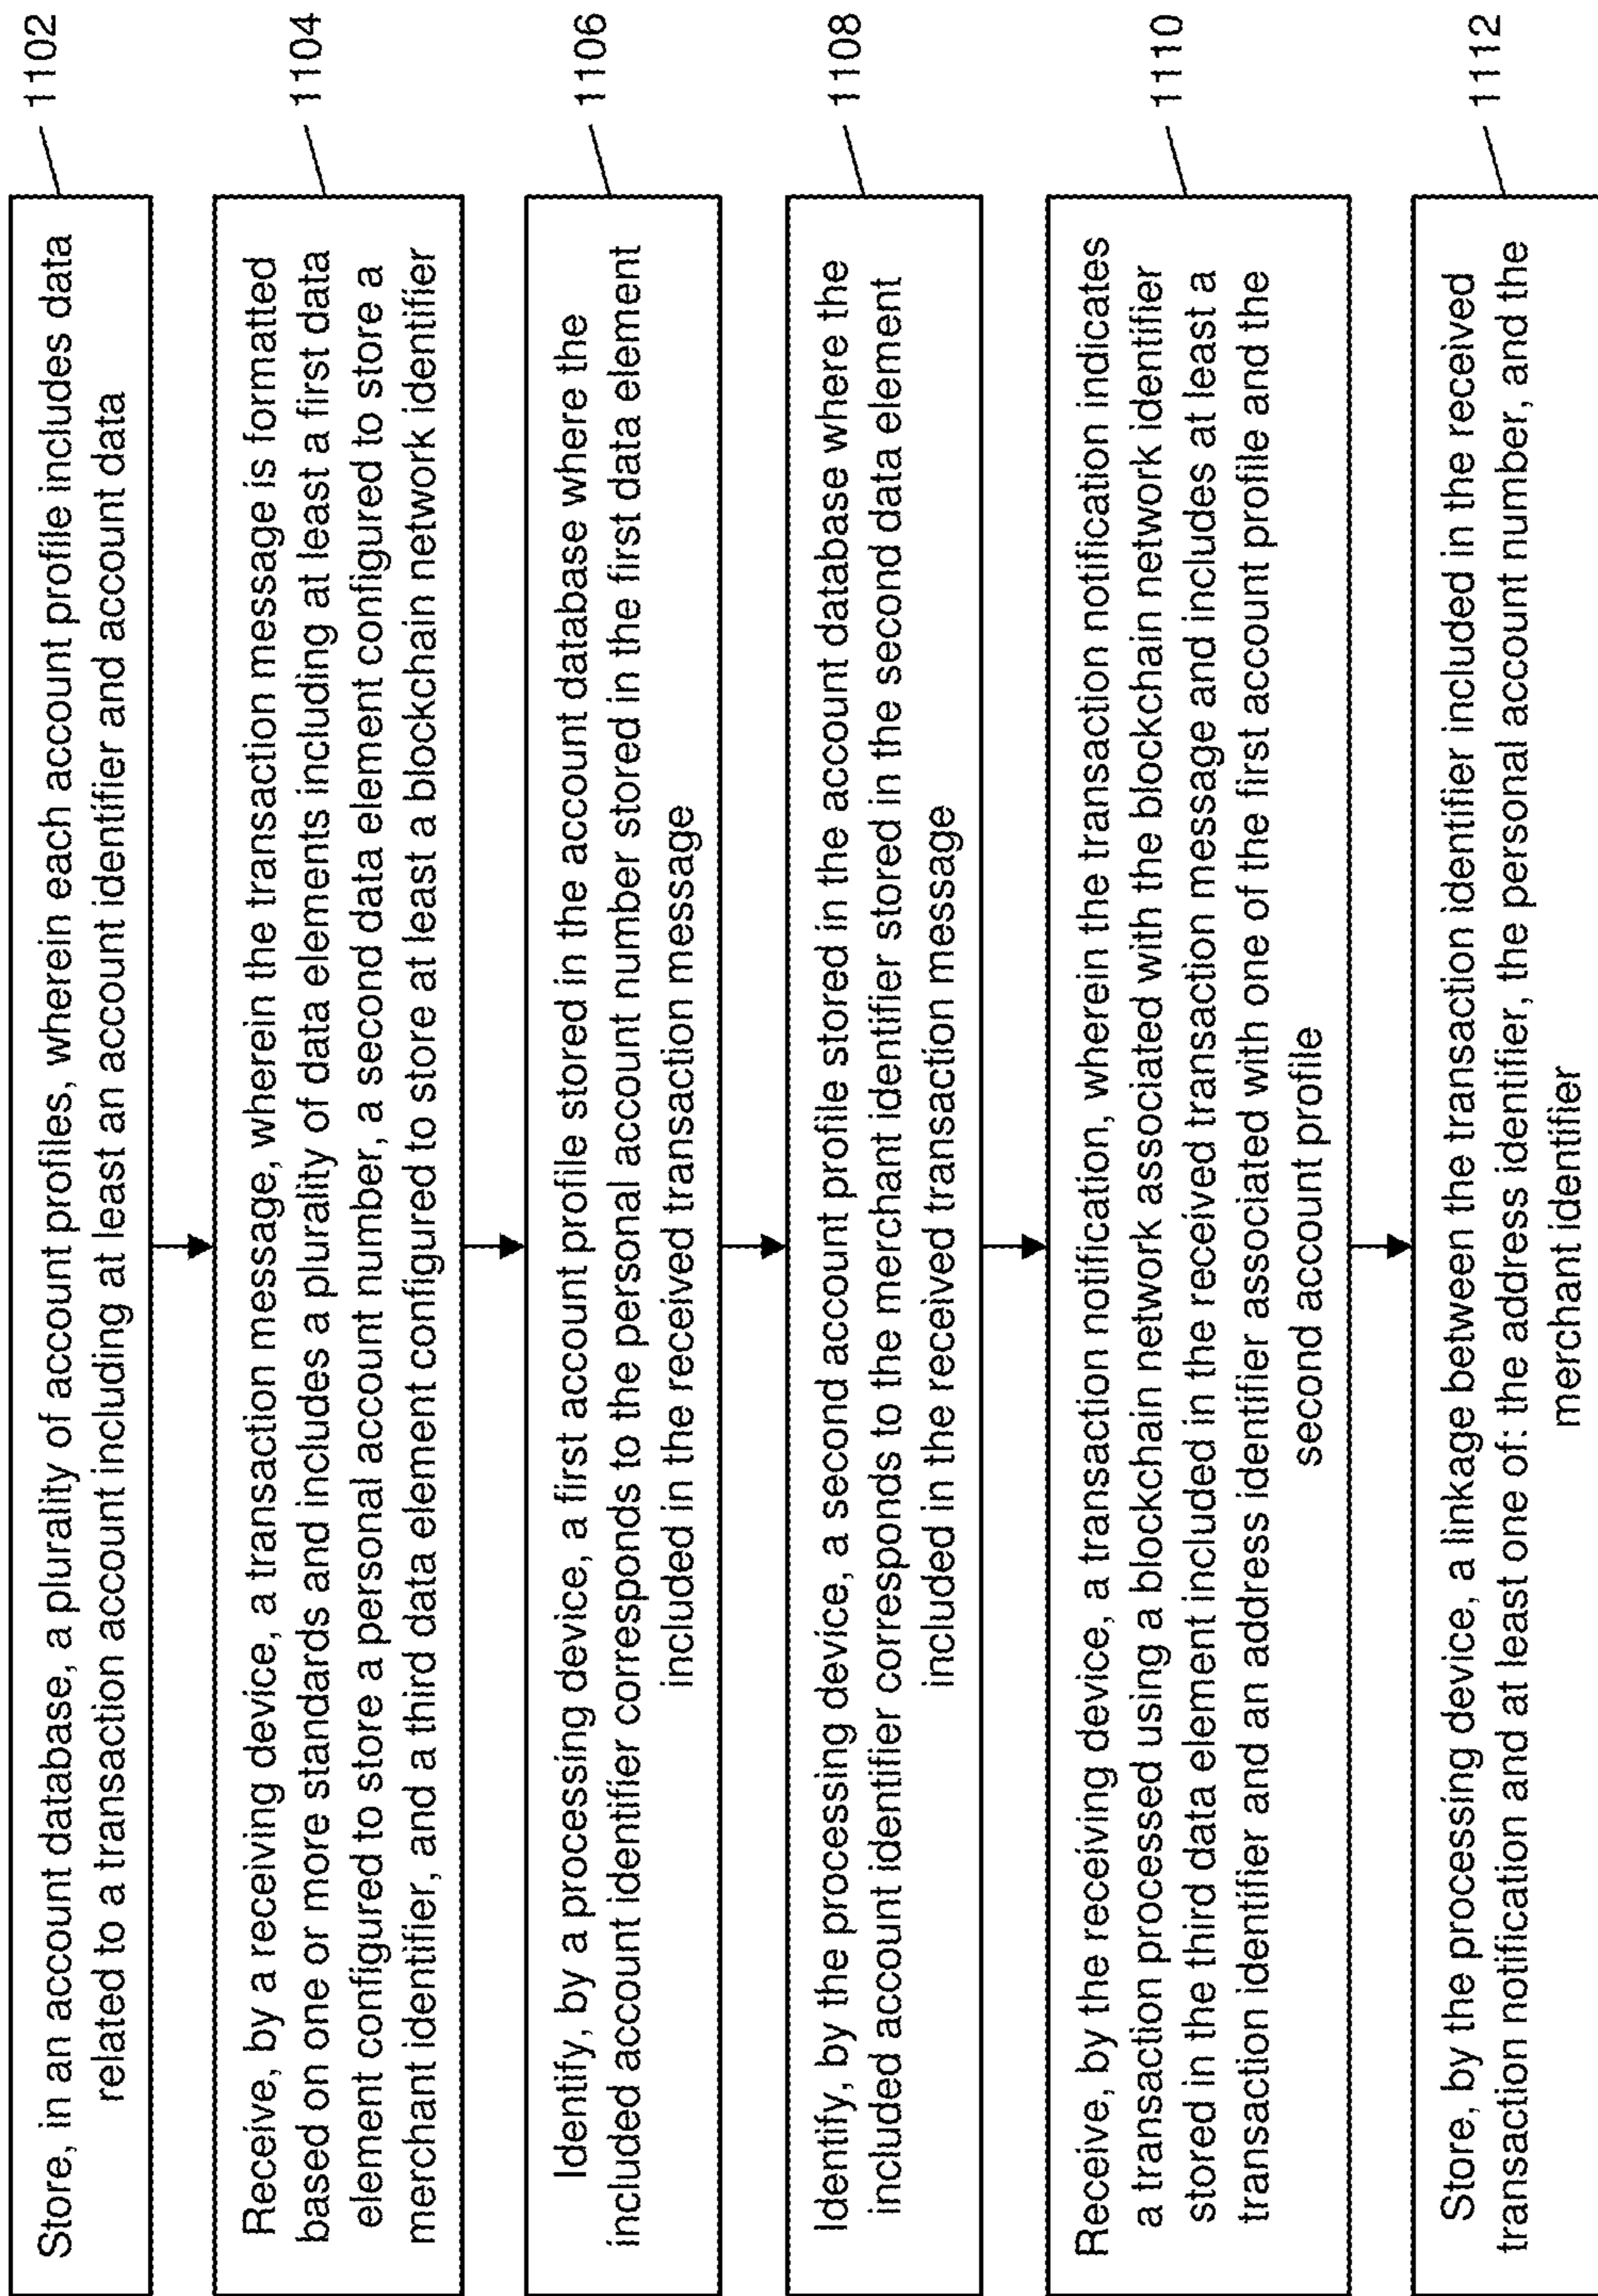 Store, in an account database, a plurality of account profiles, wherein each account profile includes data
related to a transaction account including at least an account identifier and account data
1102
Receive, by a receiving device, a transaction message, wherein the transaction message is formatted
based on one or more standards and includes a plurality of data elements including at least a first data
element configured to store a personal account number, a second data element configured to store a
merchant identifier, and a third data element configured to store at least a blockchain network identifier
1104
Identify, by a processing device, a first account profile stored in the account database where the
included account identifier corresponds to the personal account number stored in the first data element
included in the received transaction message
1106
Identify, by the processing device, a second account profile stored in the account database where the
included account identifier corresponds to the merchant identifier stored in the second data element
included in the received transaction message
1108
Receive, by the receiving device, a transaction notification, wherein the transaction notification indicates
a transaction processed using a blockchain network associated with the blockchain network identifier
stored in the third data element included in the received transaction message and includes at least a
transaction identifier and an address identifier associated with one of the first account profile and the
second account profile
1110
Store, by the processing device, a linkage between the transaction identifier included in the received
transaction notification and at least one of: the address identifier, the personal account number, and the
merchant identifier
1112